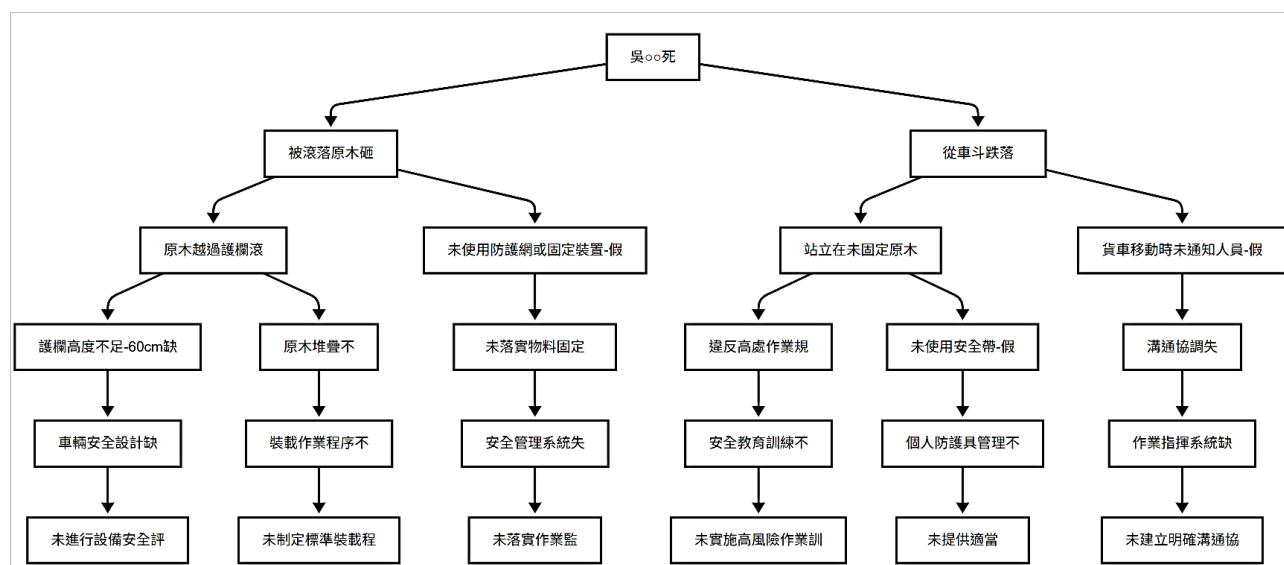 吳○○死
被滾落原木砸
從車斗跌落
原木越過護欄滾
未使用防護網或固定裝置-假
站立在未固定原木
貨車移動時未通知人員-假
護欄高度不足-60cm缺
原木堆疊不
未落實物料固定
違反高處作業規
未使用安全帶-假
溝通協調失
車輛安全設計缺
裝載作業程序不
安全管理系統失
安全教育訓練不
個人防護具管理不
作業指揮系統缺
未進行設備安全評
未制定標準裝載程
未落實作業監
未實施高風險作業訓
未提供適當
未建立明確溝通協